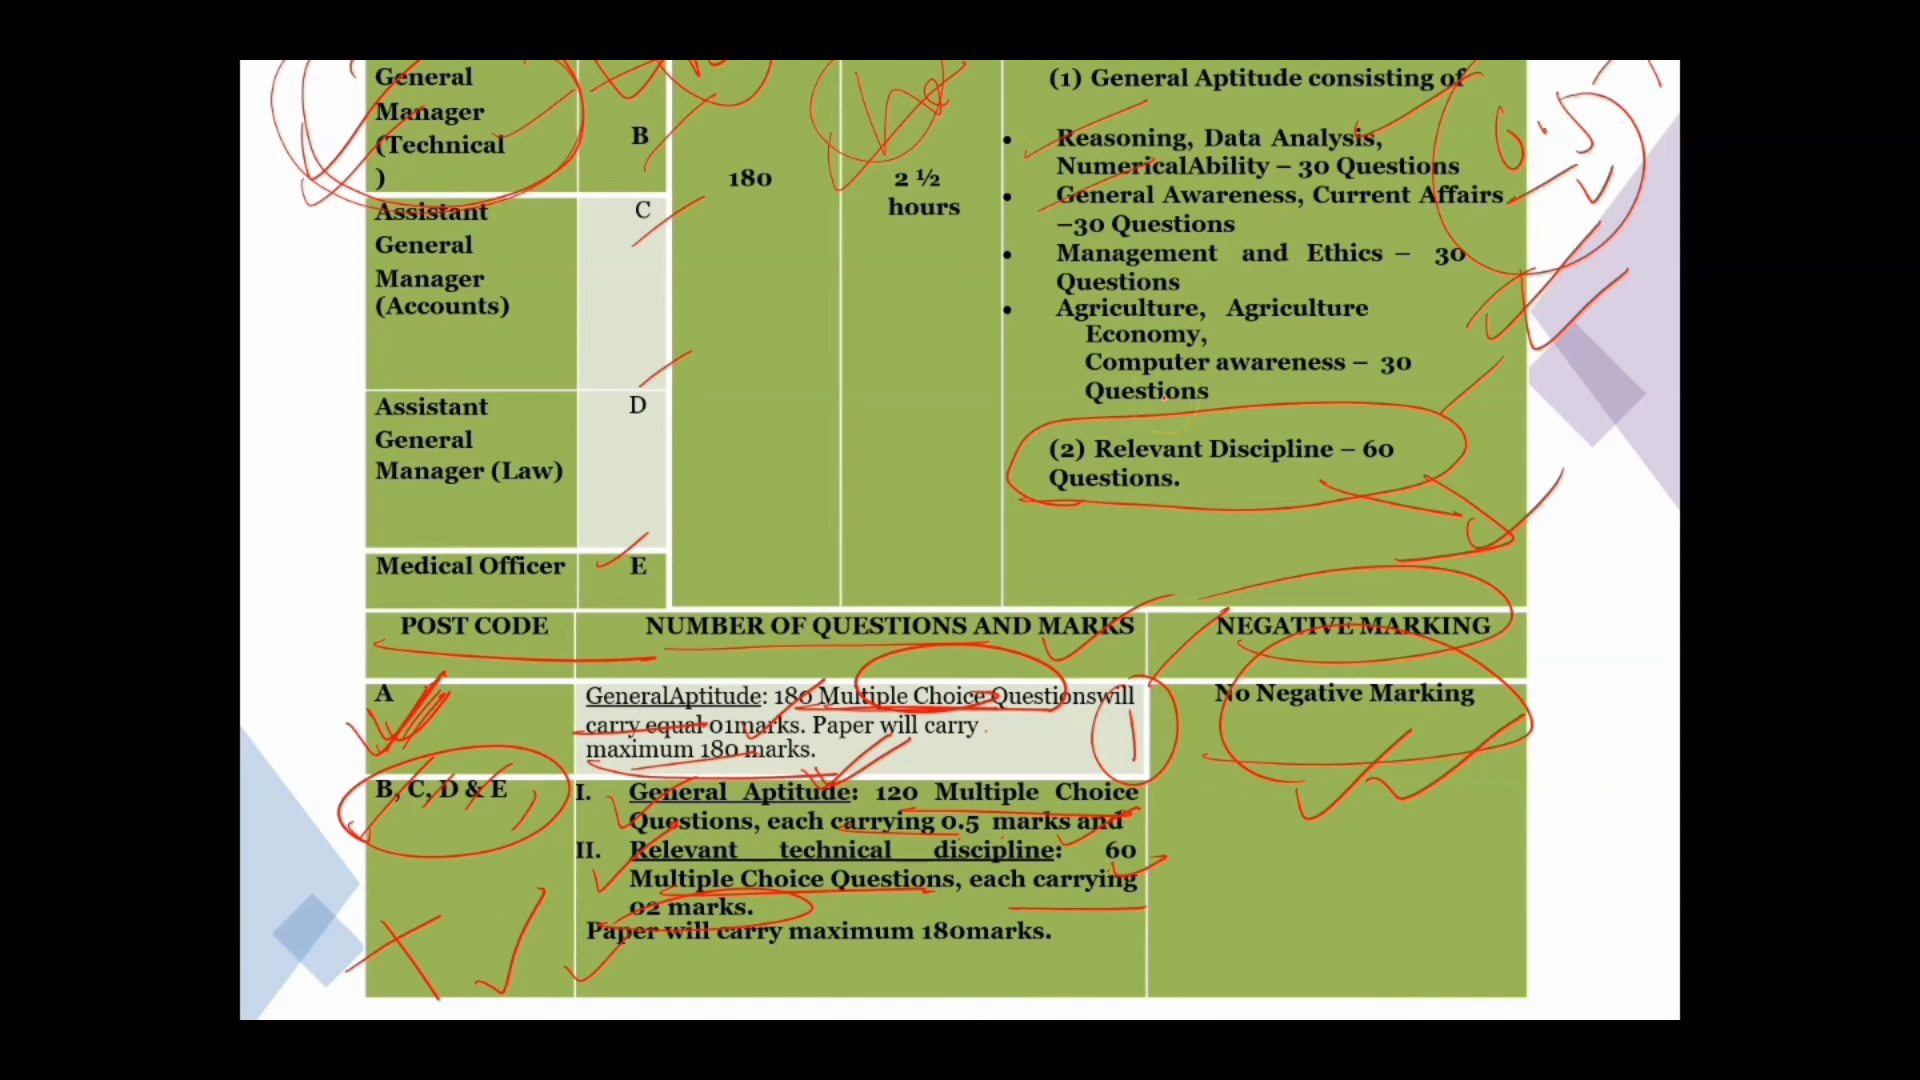 General
Manager
(Technical
)
B
Assistant
General
Manager
(Accounts)
C
Assistant
General
Manager (Law)
D
Medical Officer
E
180
2 ½
hours
(1) General Aptitude consisting of
• Reasoning, Data Analysis,
NumericalAbility – 30 Questions
• General Awareness, Current Affairs
–30 Questions
• Management and Ethics – 30
Questions
• Agriculture, Agriculture
Economy,
Computer awareness – 30
Questions
(2) Relevant Discipline – 60
Questions.
0.5
POST CODE
NUMBER OF QUESTIONS AND MARKS
NEGATIVE MARKING
A
GeneralAptitude: 180 Multiple Choice Questionswill
carry equal 01marks. Paper will carry
maximum 180 marks.
1
No Negative Marking
B, C, D & E
I. General Aptitude: 120 Multiple Choice
Questions, each carrying 0.5 marks and
II. Relevant technical discipline: 60
Multiple Choice Questions, each carrying
02 marks.
Paper will carry maximum 180marks.